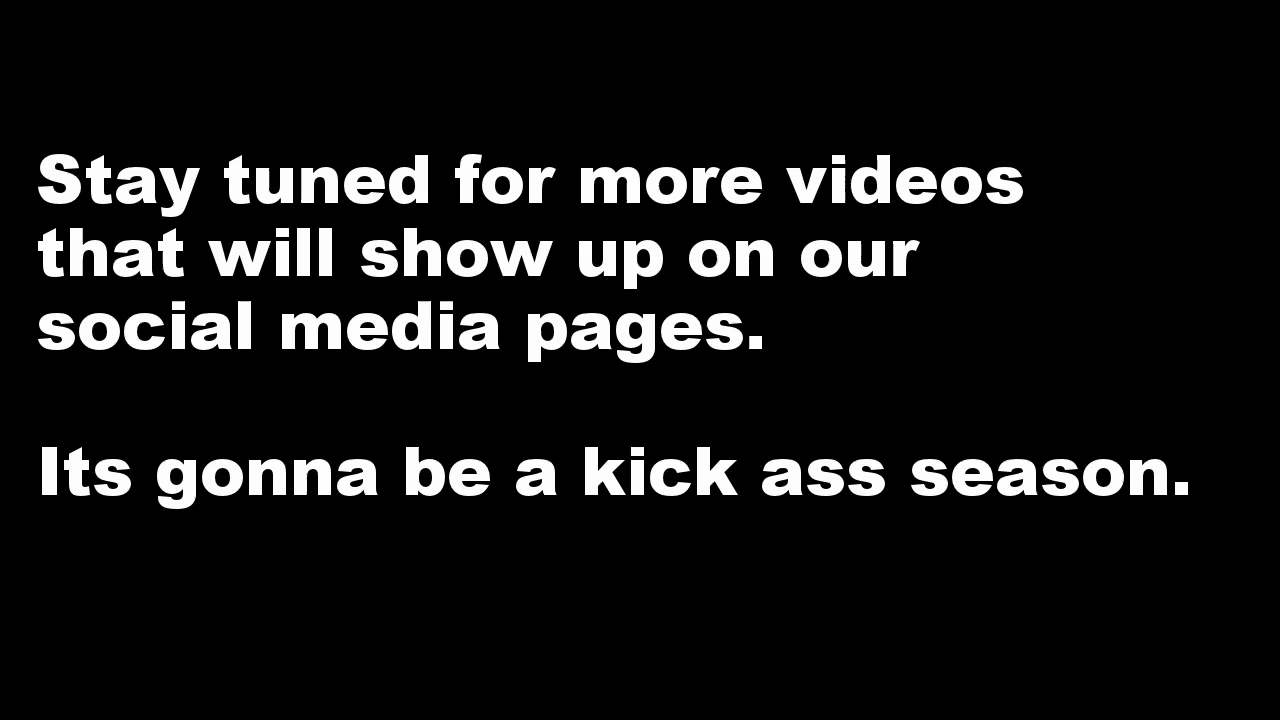 Stay tuned for more videos
that will show up on our
social media pages.
Its gonna be a kick ass season.